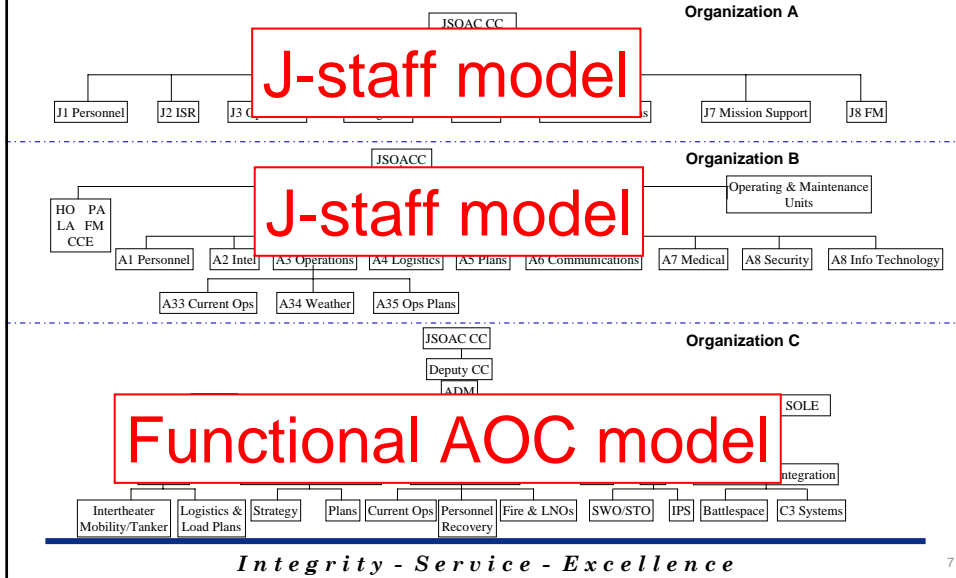 Organization A
JSOAC CC
J-staff model
J1 Personnel J2 ISR J7 Mission Support J8 FM
Organization B
JSOACC
J-staff model
Operating & Maintenance
Units
HO PA
LA FM
CCE
A1 Personnel A2 Intel A3 Operations A4 Logistics A5 Plans A6 Communications A7 Medical A8 Security A8 Info Technology
A33 Current Ops A34 Weather A35 Ops Plans
Organization C
JSOAC CC
Deputy CC
ADM
SOLE
Functional AOC model
Intertheater
Mobility/Tanker
Logistics &
Load Plans
Strategy
Plans
Current Ops
Personnel
Recovery
Fire & LNOs
SWO/STO
IPS
Battlespace
C3 Systems
Integrity - Service - Excellence
7